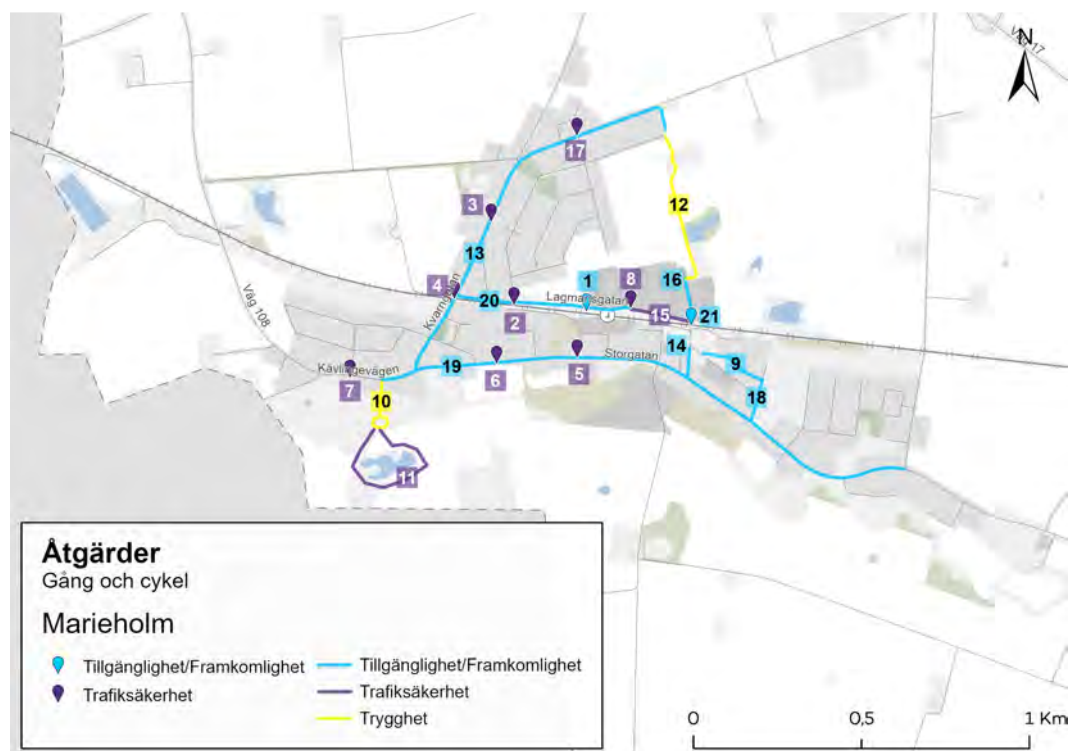 Väg 17
N
17
3
12
13
1
8
16
4
Kvarngatan
20
Lagmansgatan
15
21
2
Väg 108
Storgatan
14
9
Kävlingevägen
19
6
5
7
10
18
11
Åtgärder
Gång och cykel
Marieholm
Tillgänglighet/Framkomlighet
Tillgänglighet/Framkomlighet
Trafiksäkerhet
Trafiksäkerhet
Trygghet
0
0,5
1 Km